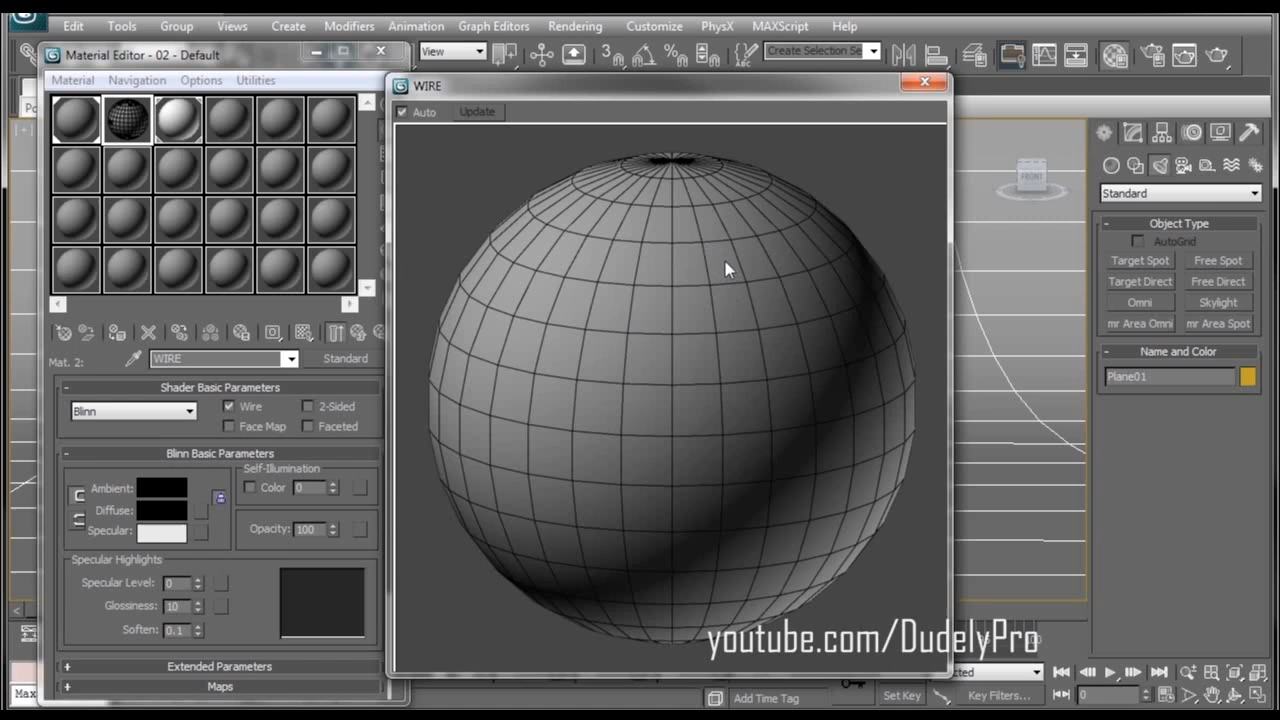 Edit Tools Group Views Create Modifiers Animation Graph Editors Rendering Customize PhysX MAXScript Help
Material Editor - 02 - Default
View
Create Selection Se
Material Navigation Options Utilities
WIRE
Auto Update
FRONT
Standard
Object Type
AutoGrid
Target Spot Free Spot
Target Direct Free Direct
Omni Skylight
mr Area Omni mr Area Spot
Name and Color
Plane01
Mat. 2: WIRE Standard
Shader Basic Parameters
Blinn
Wire 2-Sided
Face Map Faceted
Blinn Basic Parameters
Self-Illumination
Ambient: Color 0
Diffuse:
Specular: Opacity: 100
Specular Highlights
Specular Level: 0
Glossiness: 10
Soften: 0.1
Extended Parameters
Maps
youtube.com/DudelyPro
100
Max
Add Time Tag
Set Key Key Filters... 0